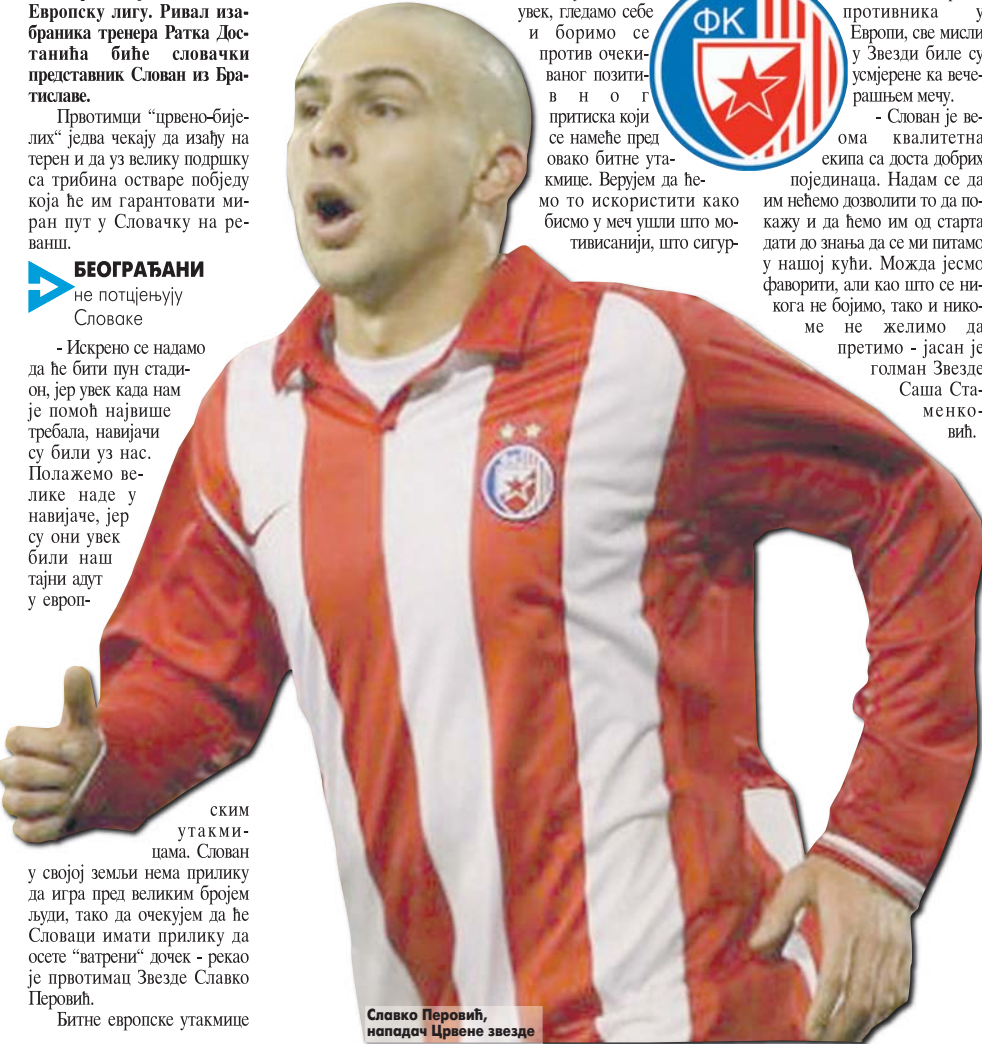 Европску лигу. Ривал иза-
браника тренера Ратка Дос-
танића биће словачки
представник Слован из Бра-
тиславе.
Првотимци “црвено-бије-
лих“ једва чекају да изађу на
терен и да уз велику подршку
са трибина остваре побједу
која ће им гарантовати ми-
ран пут у Словачку на ре-
ванш.
БЕОГРАЂАНИ
не потцјењују
Словаке
- Искрено се надамо
да ће бити пун стади-
он, јер увек када нам
је помоћ највише
требала, навијачи
су били уз нас.
Полажемо ве-
лике наде у
навијаче, јер
су они увек
били наш
тајни адут
у европ-
ским
утакми-
цама. Слован
у својој земљи нема прилику
да игра пред великим бројем
људи, тако да очекујем да ће
Словаци имати прилику да
осете “ватрени“ дочек - рекао
је првотимац Звезде Славко
Перовић.
Битне европске утакмице
увек, гледамо себе
и боримо се
против очеки-
ваног позити-
в н о г
притиска који
се намеће пред
овако битне ута-
кмице. Верујем да ће-
мо то искористити како
бисмо у меч ушли што мо-
тивисанији, што сигур-
ФК
противника у
Европи, све мисли
у Звезди биле су
усмјерене ка вече-
рашњем мечу.
- Слован је ве-
ома квалитетна
екипа са доста добрих
појединаца. Надам се да
им нећемо дозволити то да по-
кажу и да ћемо им од старта
дати до знања да се ми питамо
у нашој кући. Можда јесмо
фаворити, али као што се ни-
кога не бојимо, тако и нико-
ме не желимо да
претимо - јасан је
голман Звезде
Саша Ста-
менко-
вић.
Славко Перовић,
нападач Црвене звезде